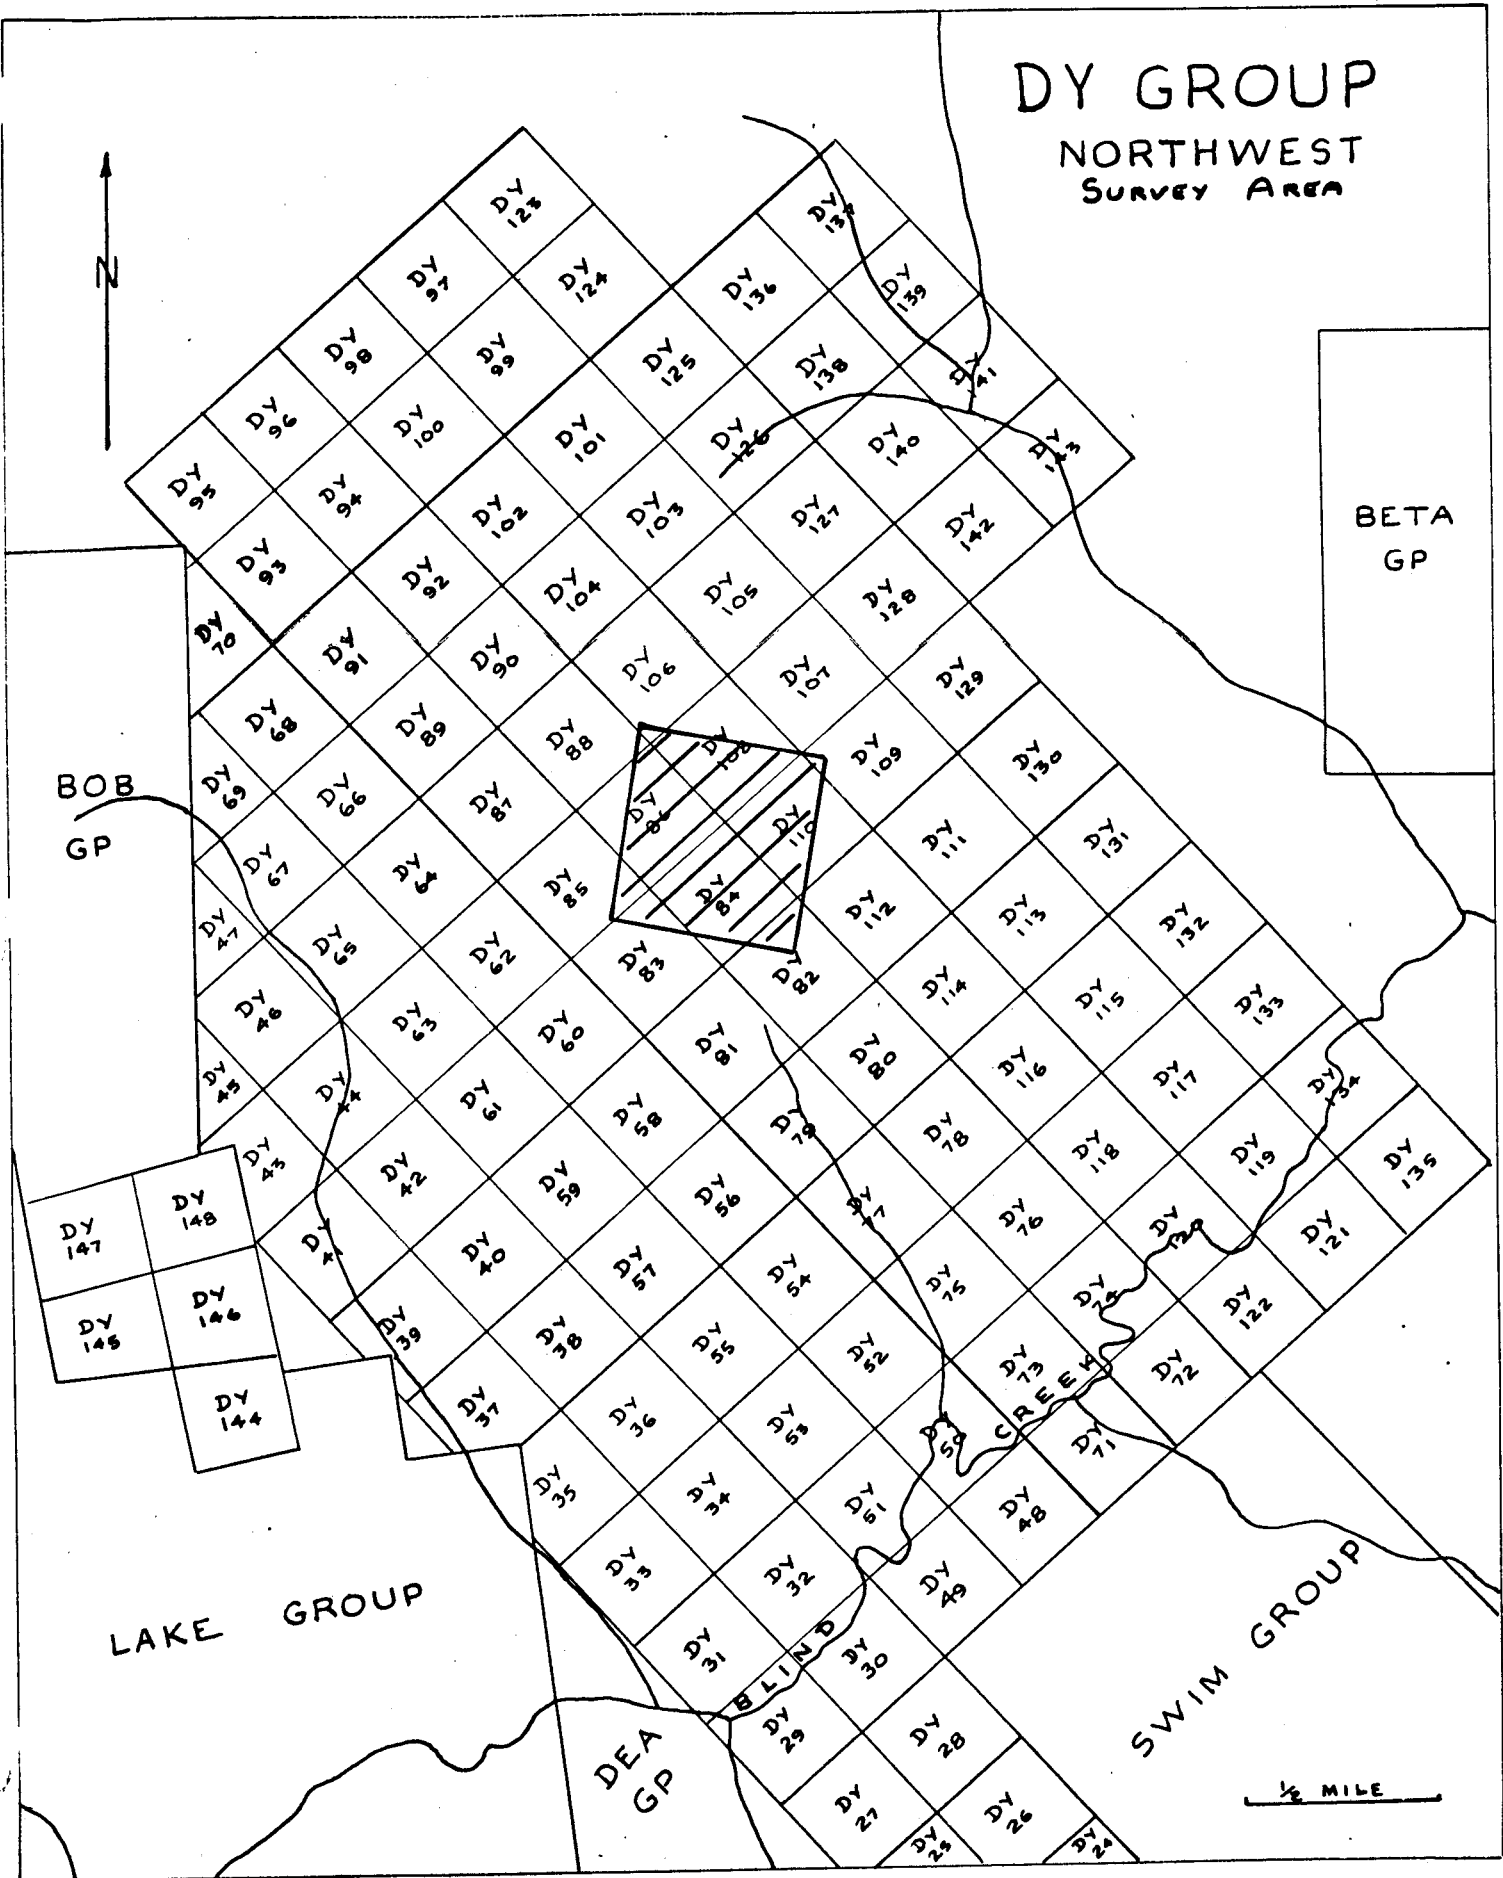 DY GROUP
NORTHWEST
SURVEY AREA
N
DY
123
DY
137
DY
97
DY
124
DY
136
DY
139
DY
98
DY
99
DY
125
DY
138
DY
141
DY
96
DY
100
DY
101
DY
126
DY
140
DY
143
DY
95
DY
94
DY
102
DY
103
DY
127
DY
142
BETA
GP
DY
93
DY
92
DY
104
DY
105
DY
128
DY
70
DY
91
DY
90
DY
106
DY
107
DY
129
DY
68
DY
89
DY
88
DY
108
DY
109
DY
130
BOB
GP
DY
69
DY
66
DY
87
DY
86
DY
110
DY
111
DY
131
DY
67
DY
64
DY
85
DY
84
DY
112
DY
113
DY
132
DY
47
DY
65
DY
62
DY
83
DY
82
DY
114
DY
115
DY
133
DY
46
DY
63
DY
60
DY
81
DY
80
DY
116
DY
117
DY
134
DY
45
DY
44
DY
61
DY
58
DY
79
DY
78
DY
118
DY
119
DY
135
DY
43
DY
42
DY
59
DY
56
DY
77
DY
76
DY
120
DY
121
DY
147
DY
148
DY
41
DY
40
DY
57
DY
54
DY
75
DY
74
DY
122
DY
145
DY
146
DY
39
DY
38
DY
55
DY
52
DY
73
DY
72
DY
144
DY
37
DY
36
DY
53
DY
50
CREEK
DY
71
DY
35
DY
34
DY
51
DY
48
DY
33
DY
32
DY
49
LAKE GROUP
DY
31
BLIND
DY
30
SWIM GROUP
DEA
GP
DY
29
DY
28
DY
27
DY
26
DY
25
DY
24
1/2 MILE